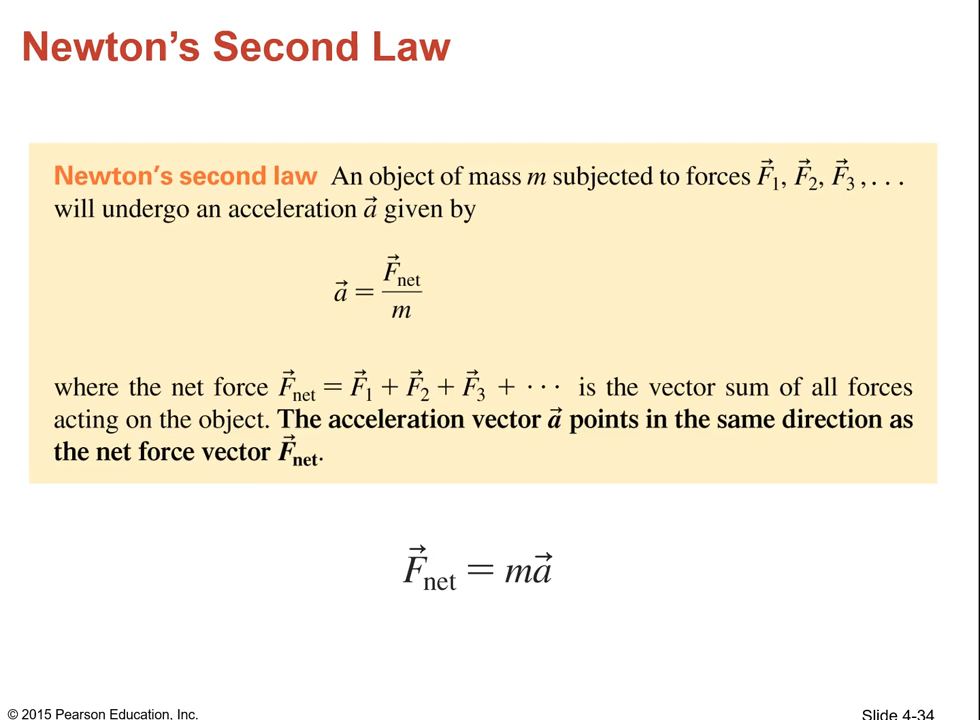 Newton’s Second Law
Newton’s second law An object of mass m subjected to forces F⃗₁, F⃗₂, F⃗₃, . . .
will undergo an acceleration a⃗ given by
a⃗ = F⃗net / m
where the net force F⃗net = F⃗₁ + F⃗₂ + F⃗₃ + ··· is the vector sum of all forces
acting on the object. The acceleration vector a⃗ points in the same direction as
the net force vector F⃗net.
F⃗net = ma⃗
© 2015 Pearson Education, Inc.
Slide 4-34